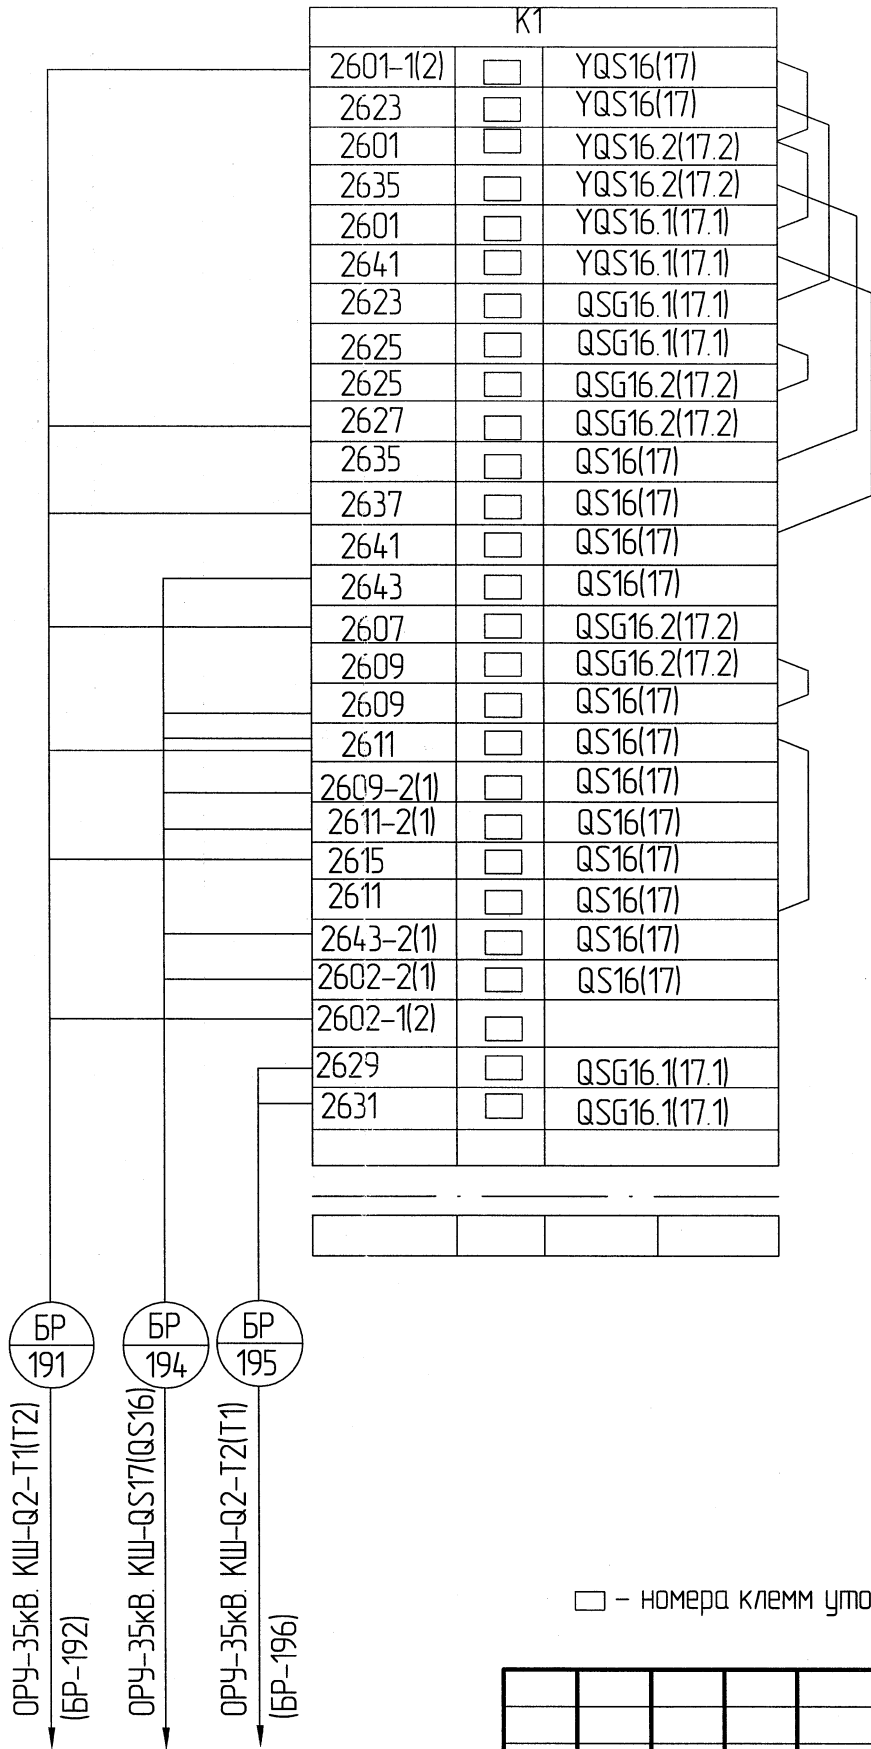 К1
2601-1(2) YQS16(17)
2623 YQS16(17)
2601 YQS16.2(17.2)
2635 YQS16.2(17.2)
2601 YQS16.1(17.1)
2641 YQS16.1(17.1)
2623 QSG16.1(17.1)
2625 QSG16.1(17.1)
2625 QSG16.2(17.2)
2627 QSG16.2(17.2)
2635 QS16(17)
2637 QS16(17)
2641 QS16(17)
2643 QS16(17)
2607 QSG16.2(17.2)
2609 QSG16.2(17.2)
2609 QS16(17)
2611 QS16(17)
2609-2(1) QS16(17)
2611-2(1) QS16(17)
2615 QS16(17)
2611 QS16(17)
2643-2(1) QS16(17)
2602-2(1) QS16(17)
2602-1(2)
2629 QSG16.1(17.1)
2631 QSG16.1(17.1)
БР
191
БР
194
БР
195
ОРУ-35кВ. КШ-Q2-Т1(Т2)
(БР-192)
ОРУ-35кВ. КШ-QS17(QS16)
ОРУ-35кВ. КШ-Q2-Т2(Т1)
(БР-196)
– номера клемм уто